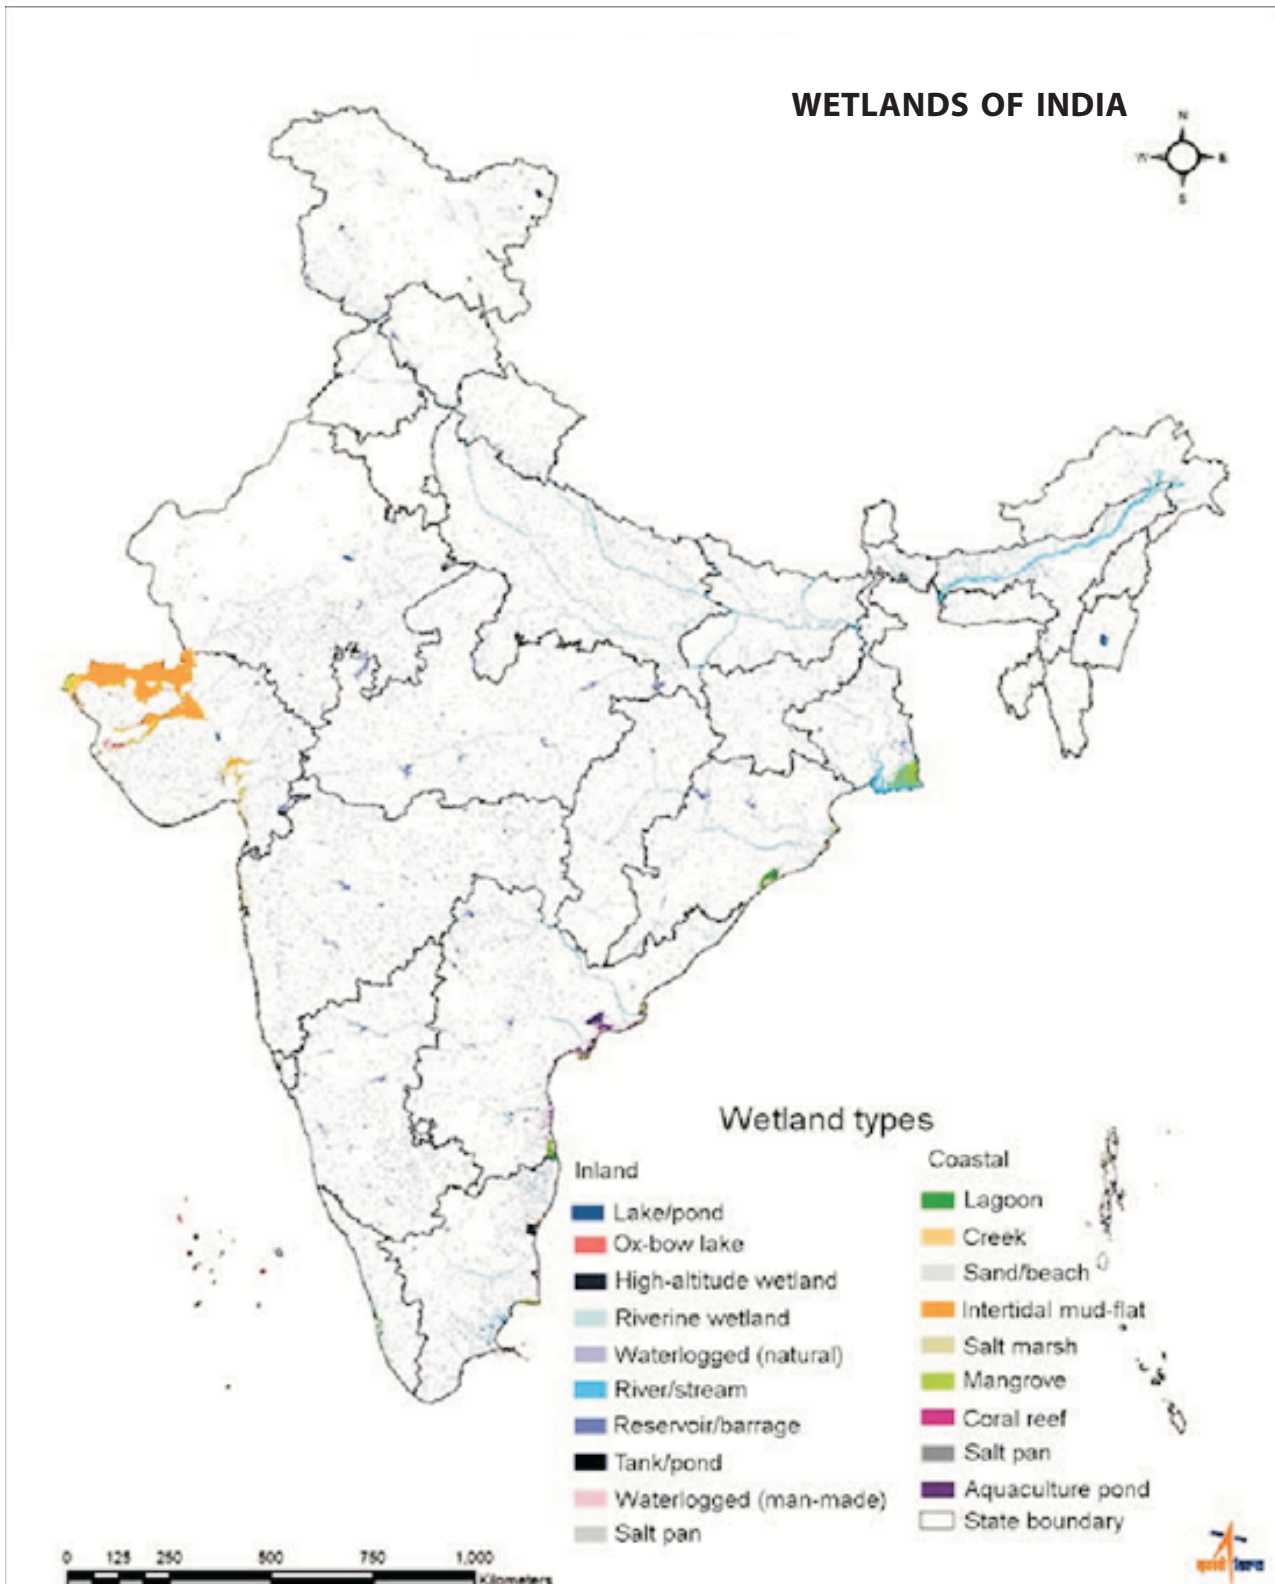 WETLANDS OF INDIA
N
W
E
S
Wetland types
Inland
Lake/pond
Ox-bow lake
High-altitude wetland
Riverine wetland
Waterlogged (natural)
River/stream
Reservoir/barrage
Tank/pond
Waterlogged (man-made)
Salt pan
Coastal
Lagoon
Creek
Sand/beach
Intertidal mud-flat
Salt marsh
Mangrove
Coral reef
Salt pan
Aquaculture pond
State boundary
0 125 250 500 750 1,000
Kilometers